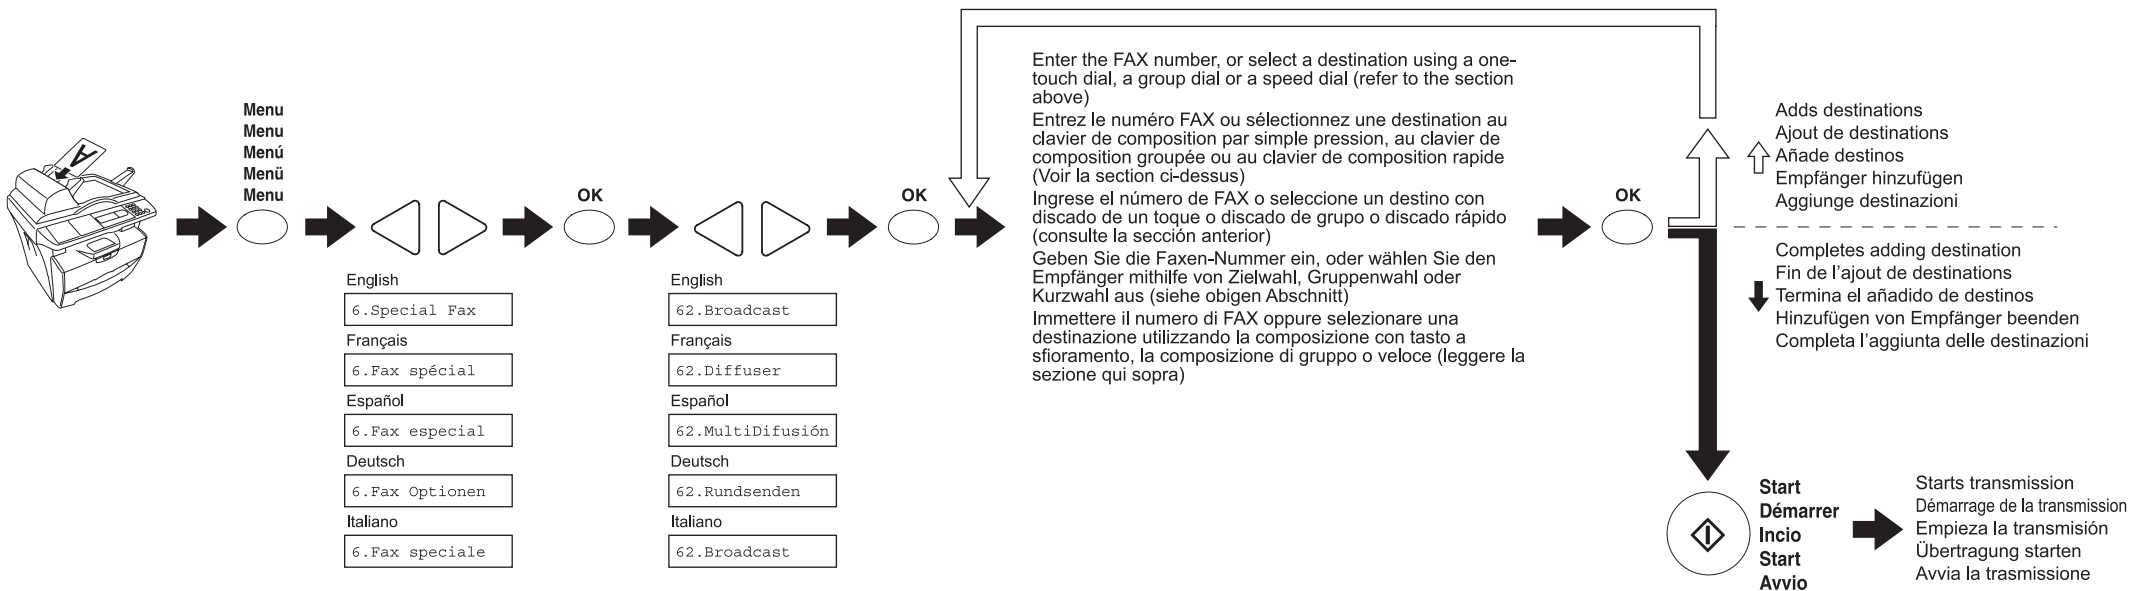 Menu
Menu
Menú
Menü
Menu
English
6.Special Fax
Français
6.Fax spécial
Español
6.Fax especial
Deutsch
6.Fax Optionen
Italiano
6.Fax speciale
OK
English
62.Broadcast
Français
62.Diffuser
Español
62.MultiDifusión
Deutsch
62.Rundsenden
Italiano
62.Broadcast
OK
Enter the FAX number, or select a destination using a one-
touch dial, a group dial or a speed dial (refer to the section
above)
Entrez le numéro FAX ou sélectionnez une destination au
clavier de composition par simple pression, au clavier de
composition groupée ou au clavier de composition rapide
(Voir la section ci-dessus)
Ingrese el número de FAX o seleccione un destino con
discado de un toque o discado de grupo o discado rápido
(consulte la sección anterior)
Geben Sie die Faxen-Nummer ein, oder wählen Sie den
Empfänger mithilfe von Zielwahl, Gruppenwahl oder
Kurzwahl aus (siehe obigen Abschnitt)
Immettere il numero di FAX oppure selezionare una
destinazione utilizzando la composizione con tasto a
sfioramento, la composizione di gruppo o veloce (leggere la
sezione qui sopra)
OK
Adds destinations
Ajout de destinations
Añade destinos
Empfänger hinzufügen
Aggiunge destinazioni
Completes adding destination
Fin de l'ajout de destinations
Termina el añadido de destinos
Hinzufügen von Empfänger beenden
Completa l'aggiunta delle destinazioni
Start
Démarrer
Incio
Start
Avvio
Starts transmission
Démarrage de la transmission
Empieza la transmisión
Übertragung starten
Avvia la trasmissione
A